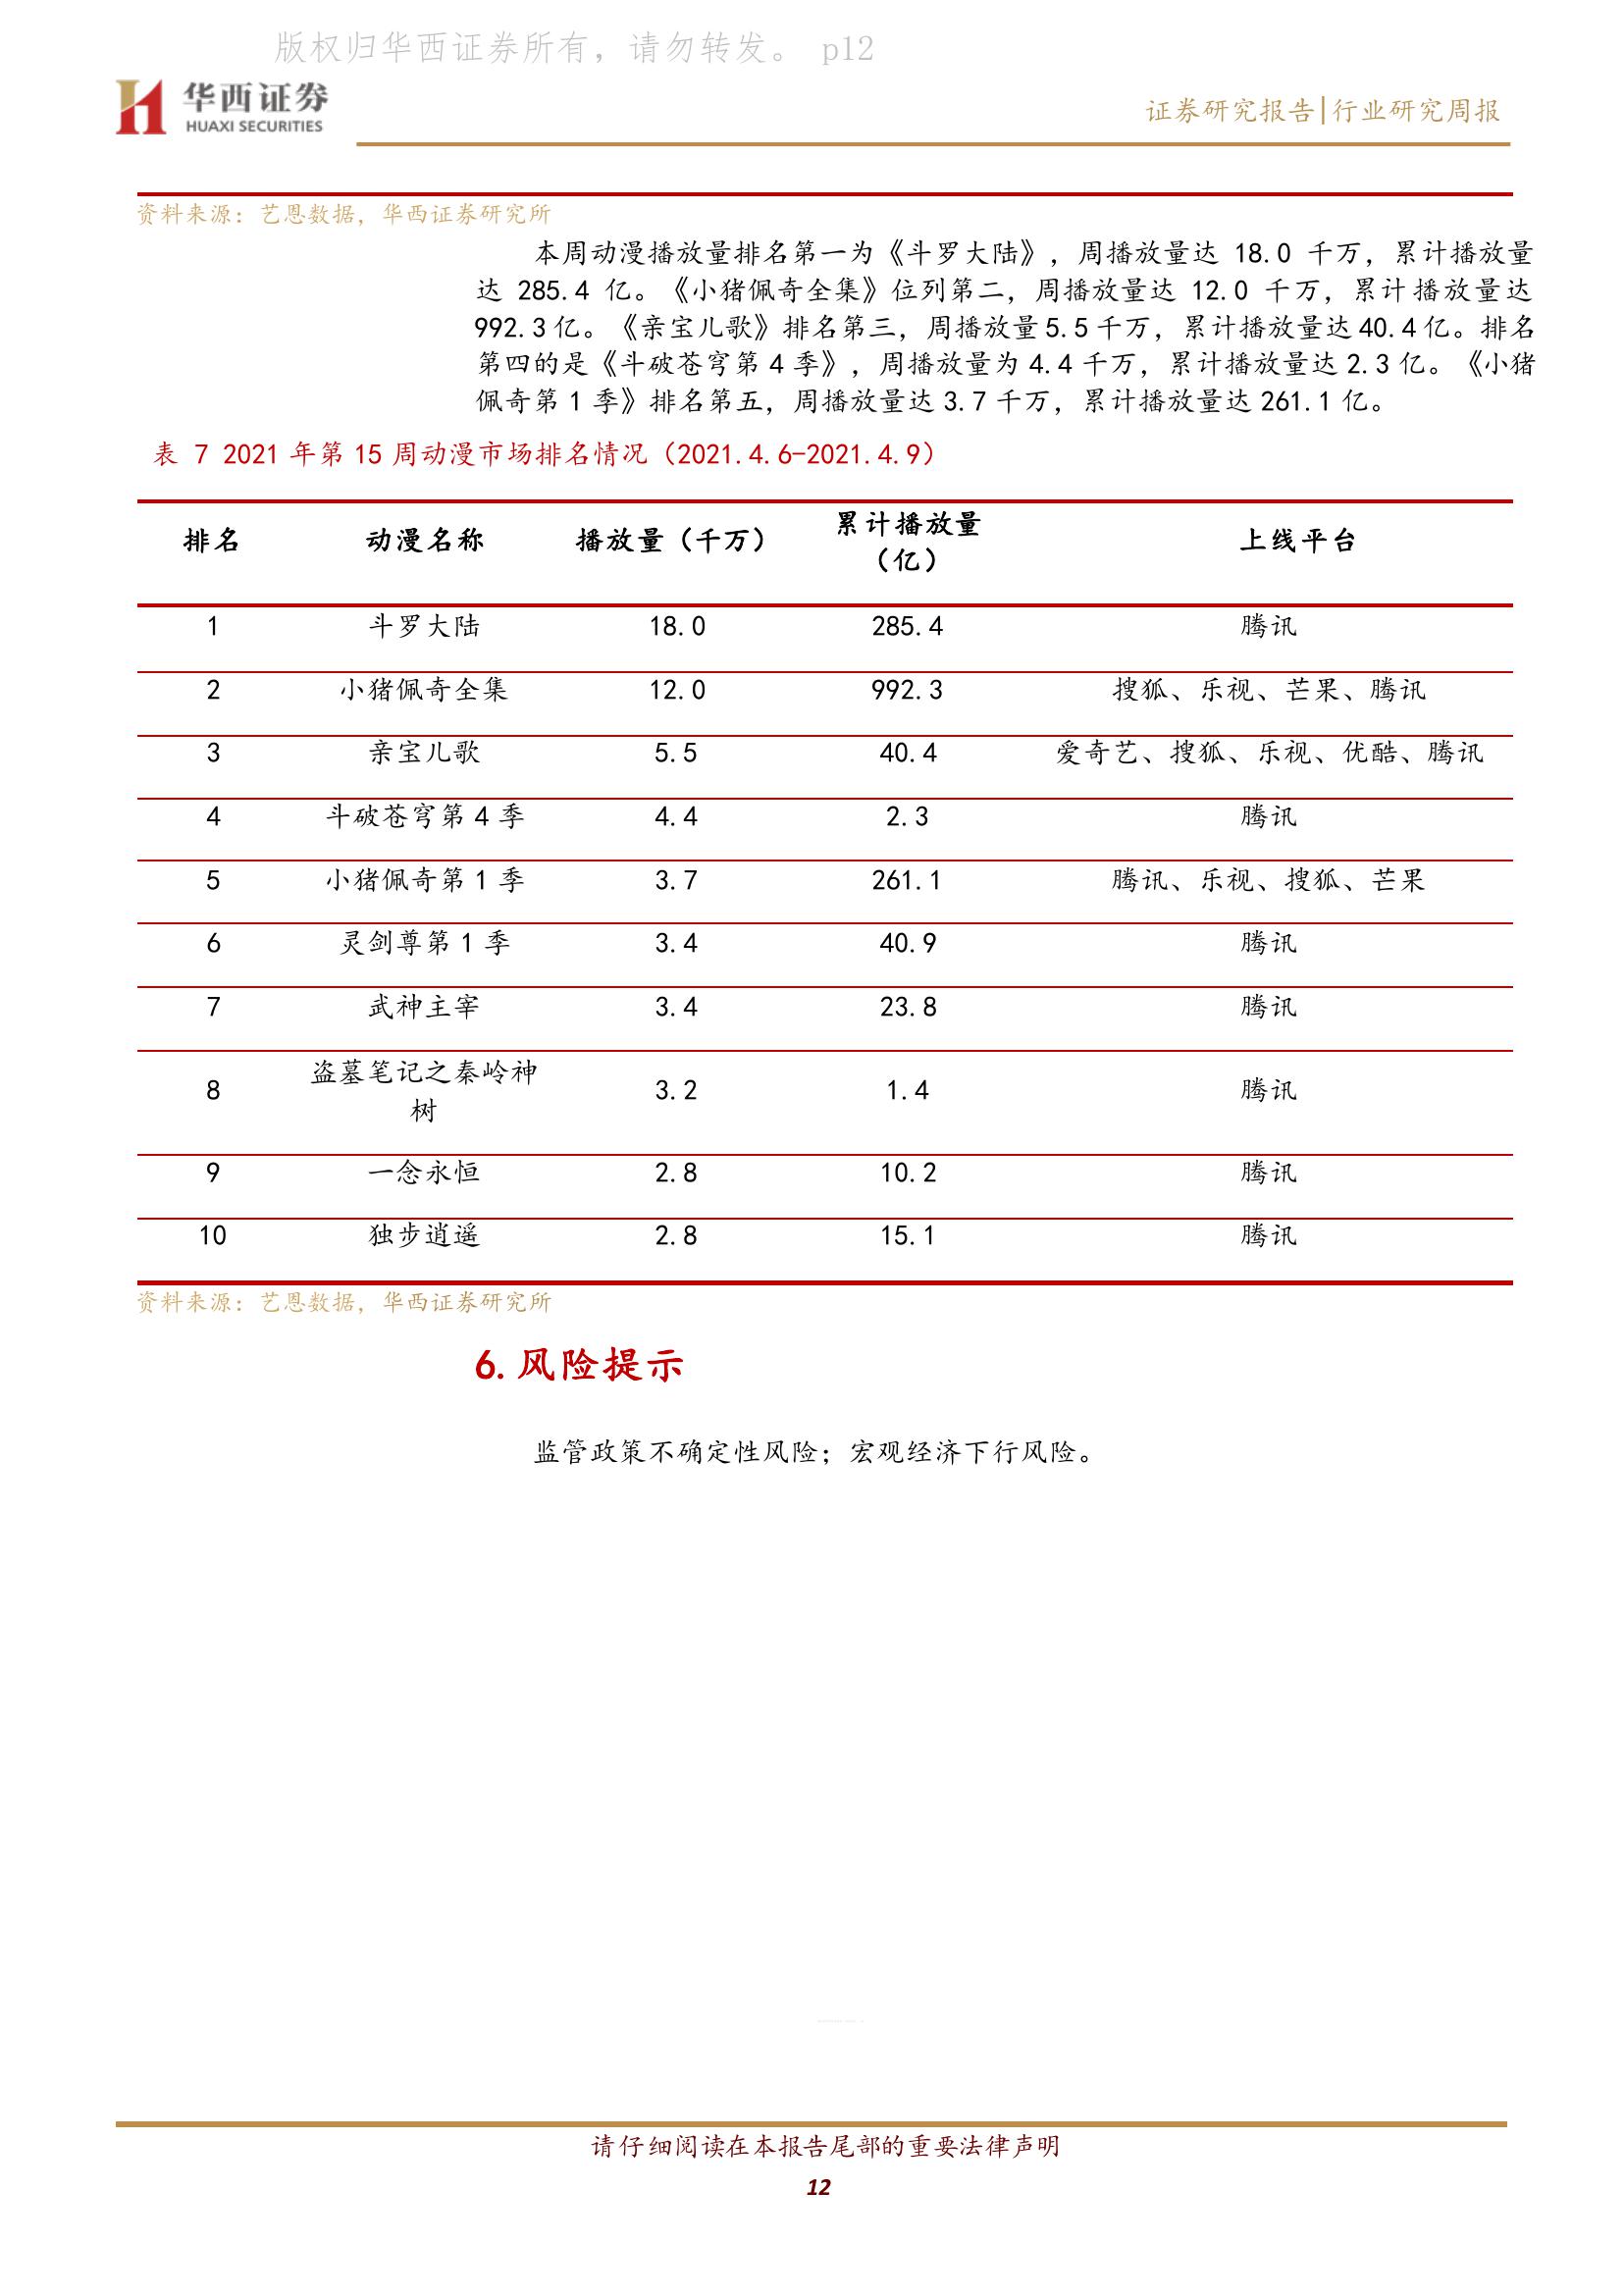 版权归华西证券所有，请勿转发。 p12
华西证券
HUAXI SECURITIES
证券研究报告|行业研究周报
资料来源：艺恩数据，华西证券研究所
本周动漫播放量排名第一为《斗罗大陆》，周播放量达 18.0 千万，累计播放量
达 285.4 亿。《小猪佩奇全集》位列第二，周播放量达 12.0 千万，累计播放量达
992.3亿。《亲宝儿歌》排名第三，周播放量5.5千万，累计播放量达40.4亿。排名
第四的是《斗破苍穹第 4 季》，周播放量为 4.4 千万，累计播放量达 2.3 亿。《小猪
佩奇第 1 季》排名第五，周播放量达 3.7 千万，累计播放量达 261.1 亿。
表 7 2021 年第 15 周动漫市场排名情况（2021.4.6-2021.4.9）
排名 动漫名称 播放量（千万） 累计播放量（亿） 上线平台
1 斗罗大陆 18.0 285.4 腾讯
2 小猪佩奇全集 12.0 992.3 搜狐、乐视、芒果、腾讯
3 亲宝儿歌 5.5 40.4 爱奇艺、搜狐、乐视、优酷、腾讯
4 斗破苍穹第 4 季 4.4 2.3 腾讯
5 小猪佩奇第 1 季 3.7 261.1 腾讯、乐视、搜狐、芒果
6 灵剑尊第 1 季 3.4 40.9 腾讯
7 武神主宰 3.4 23.8 腾讯
8 盗墓笔记之秦岭神树 3.2 1.4 腾讯
9 一念永恒 2.8 10.2 腾讯
10 独步逍遥 2.8 15.1 腾讯
资料来源：艺恩数据，华西证券研究所
6.风险提示
监管政策不确定性风险；宏观经济下行风险。
请仔细阅读在本报告尾部的重要法律声明
12